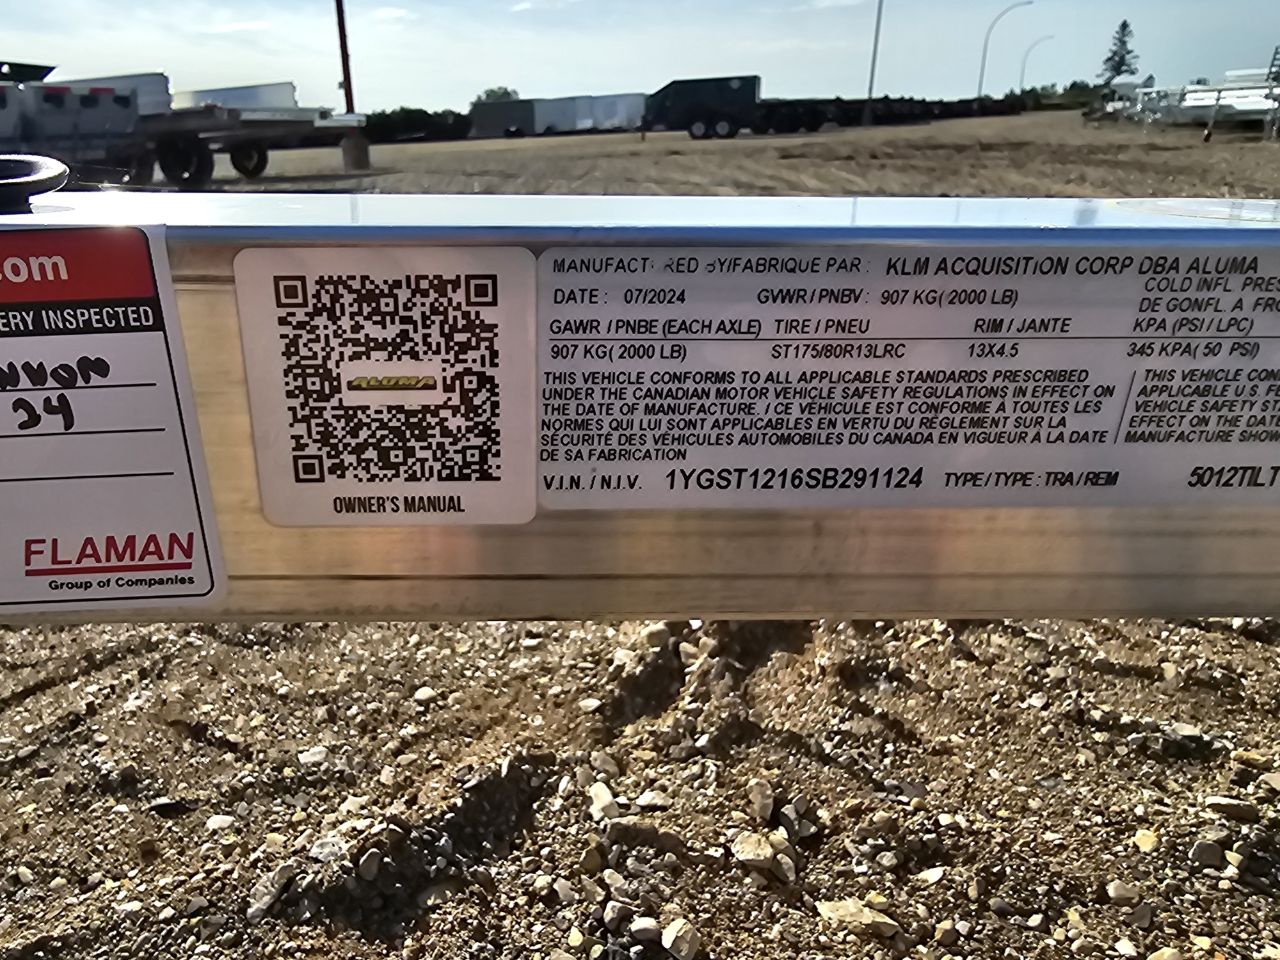 .com
ERY INSPECTED
24
FLAMAN
Group of Companies
ALUMA
OWNER'S MANUAL
MANUFACTURED BY/FABRIQUE PAR : KLM ACQUISITION CORP DBA ALUMA
DATE : 07/2024 GVWR / PNBV : 907 KG( 2000 LB) COLD INFL. PRES
DE GONFL. A FRO
GAWR / PNBE (EACH AXLE) TIRE / PNEU RIM / JANTE KPA (PSI / LPC)
907 KG( 2000 LB) ST175/80R13LRC 13X4.5 345 KPA( 50 PSI)
THIS VEHICLE CONFORMS TO ALL APPLICABLE STANDARDS PRESCRIBED
UNDER THE CANADIAN MOTOR VEHICLE SAFETY REGULATIONS IN EFFECT ON
THE DATE OF MANUFACTURE. / CE VÉHICULE EST CONFORME À TOUTES LES
NORMES QUI LUI SONT APPLICABLES EN VERTU DU RÈGLEMENT SUR LA
SÉCURITÉ DES VÉHICULES AUTOMOBILES DU CANADA EN VIGUEUR À LA DATE
DE SA FABRICATION
THIS VEHICLE CON
APPLICABLE U.S. FE
VEHICLE SAFETY ST
EFFECT ON THE DATE
MANUFACTURE SHOW
V.I.N. / N.I.V. 1YGST1216SB291124 TYPE / TYPE : TRA / REM 5012TILT